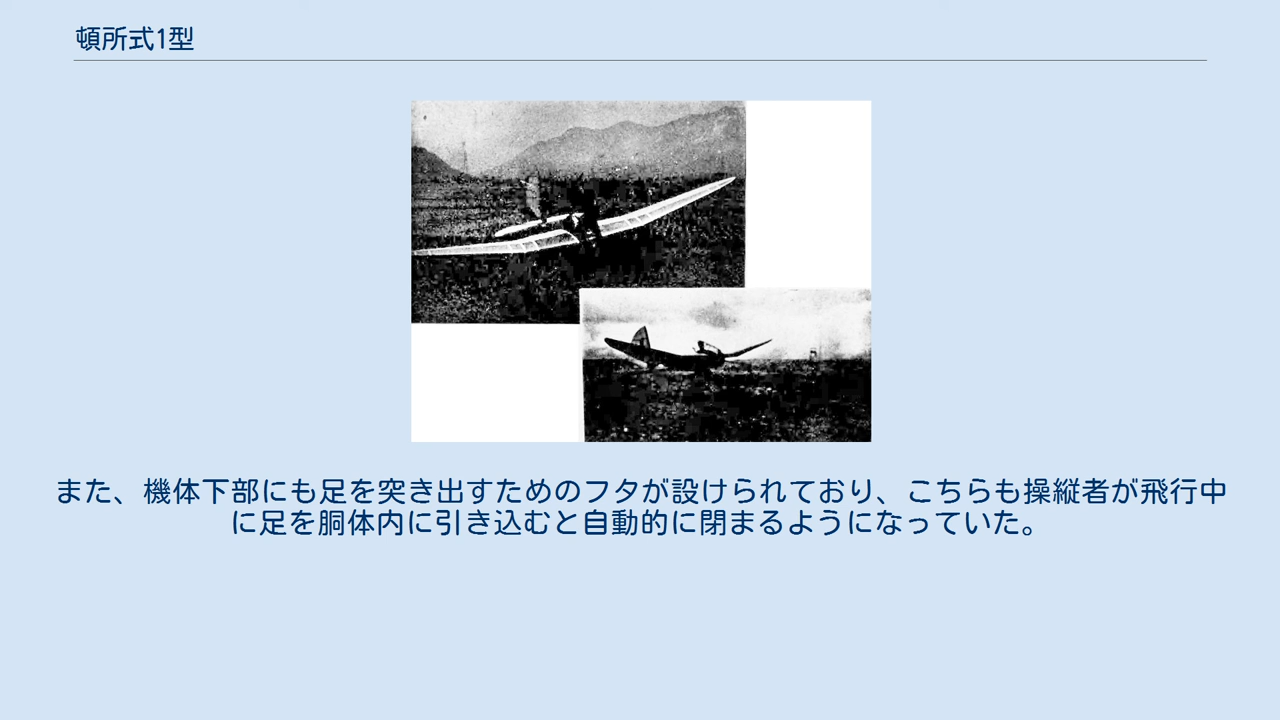 頓所式1型
また、機体下部にも足を突き出すためのフタが設けられており、こちらも操縦者が飛行中
に足を胴体内に引き込むと自動的に閉まるようになっていた。